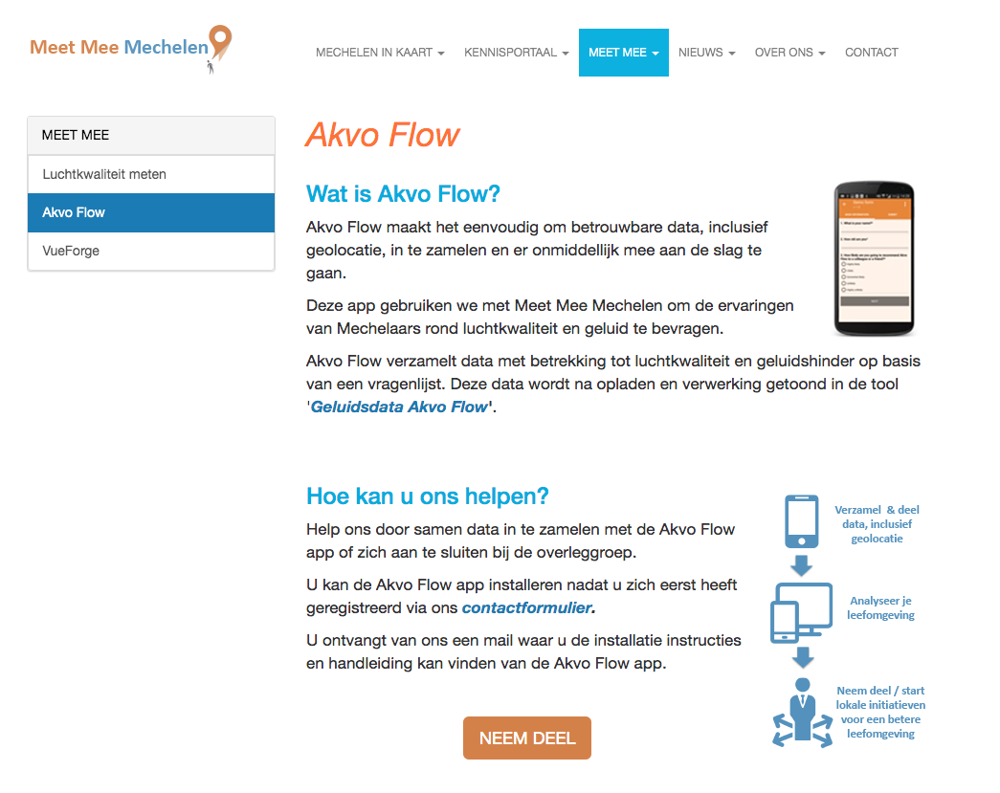 Meet Mee Mechelen
MECHELEN IN KAART
KENNISPORTAAL
MEET MEE
NIEUWS
OVER ONS
CONTACT
MEET MEE
Luchtkwaliteit meten
Akvo Flow
VueForge
Akvo Flow
Wat is Akvo Flow?
Akvo Flow maakt het eenvoudig om betrouwbare data, inclusief
geolocatie, in te zamelen en er onmiddellijk mee aan de slag te
gaan.
Deze app gebruiken we met Meet Mee Mechelen om de ervaringen
van Mechelaars rond luchtkwaliteit en geluid te bevragen.
Akvo Flow verzamelt data met betrekking tot luchtkwaliteit en geluidshinder op basis
van een vragenlijst. Deze data wordt na opladen en verwerking getoond in de tool
'Geluidsdata Akvo Flow'.
Hoe kan u ons helpen?
Help ons door samen data in te zamelen met de Akvo Flow
app of zich aan te sluiten bij de overleggroep.
U kan de Akvo Flow app installeren nadat u zich eerst heeft
geregistreerd via ons contactformulier.
U ontvangt van ons een mail waar u de installatie instructies
en handleiding kan vinden van de Akvo Flow app.
NEEM DEEL
Verzamel & deel
data, inclusief
geolocatie
Analyseer je
leefomgeving
Neem deel / start
lokale initiatieven
voor een betere
leefomgeving